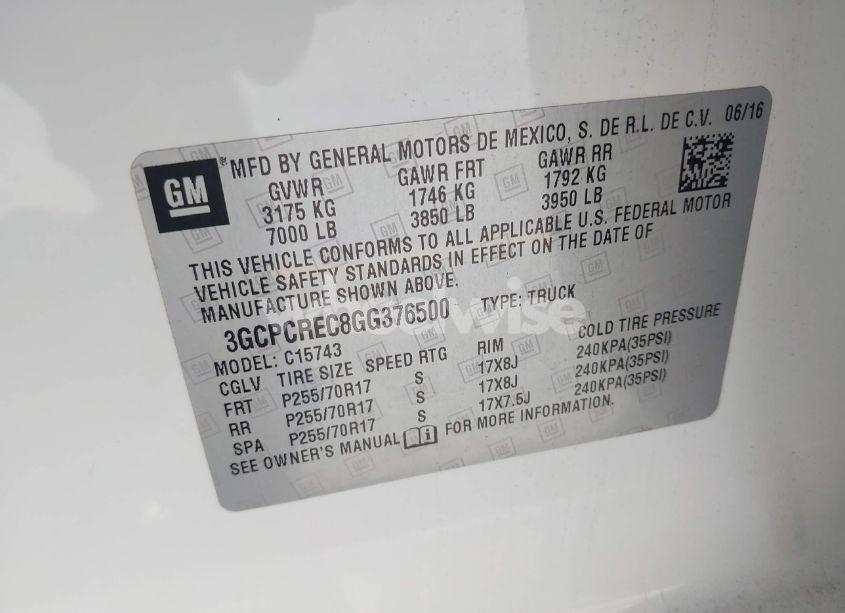 GM
MFD BY GENERAL MOTORS DE MEXICO, S. DE R.L. DE C.V. 06/16
GVWR GAWR FRT GAWR RR
3175 KG 1746 KG 1792 KG
7000 LB 3850 LB 3950 LB
THIS VEHICLE CONFORMS TO ALL APPLICABLE U.S. FEDERAL MOTOR
VEHICLE SAFETY STANDARDS IN EFFECT ON THE DATE OF
MANUFACTURE SHOWN ABOVE.
3GCPCREC8GG376500 TYPE: TRUCK
MODEL: C15743
CGLV TIRE SIZE SPEED RTG RIM COLD TIRE PRESSURE
FRT P255/70R17 S 17X8J 240KPA(35PSI)
RR P255/70R17 S 17X8J 240KPA(35PSI)
SPA P255/70R17 S 17X7.5J 240KPA(35PSI)
SEE OWNER'S MANUAL FOR MORE INFORMATION.